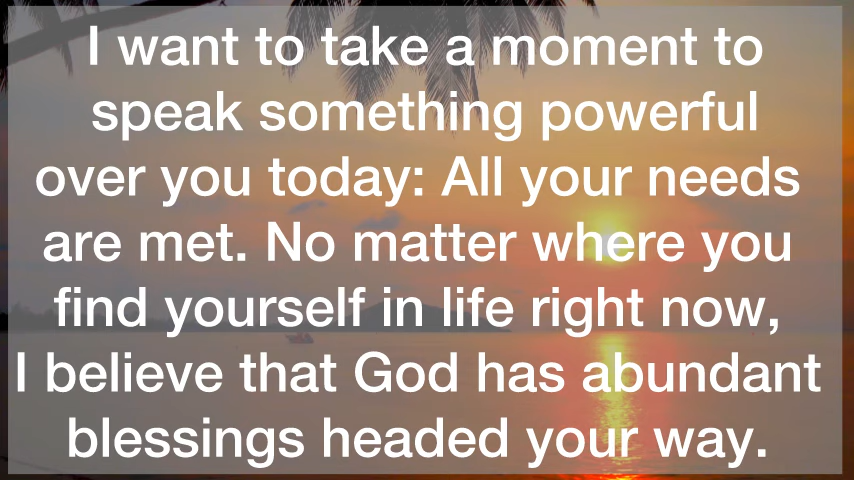 I want to take a moment to
speak something powerful
over you today: All your needs
are met. No matter where you
find yourself in life right now,
I believe that God has abundant
blessings headed your way.